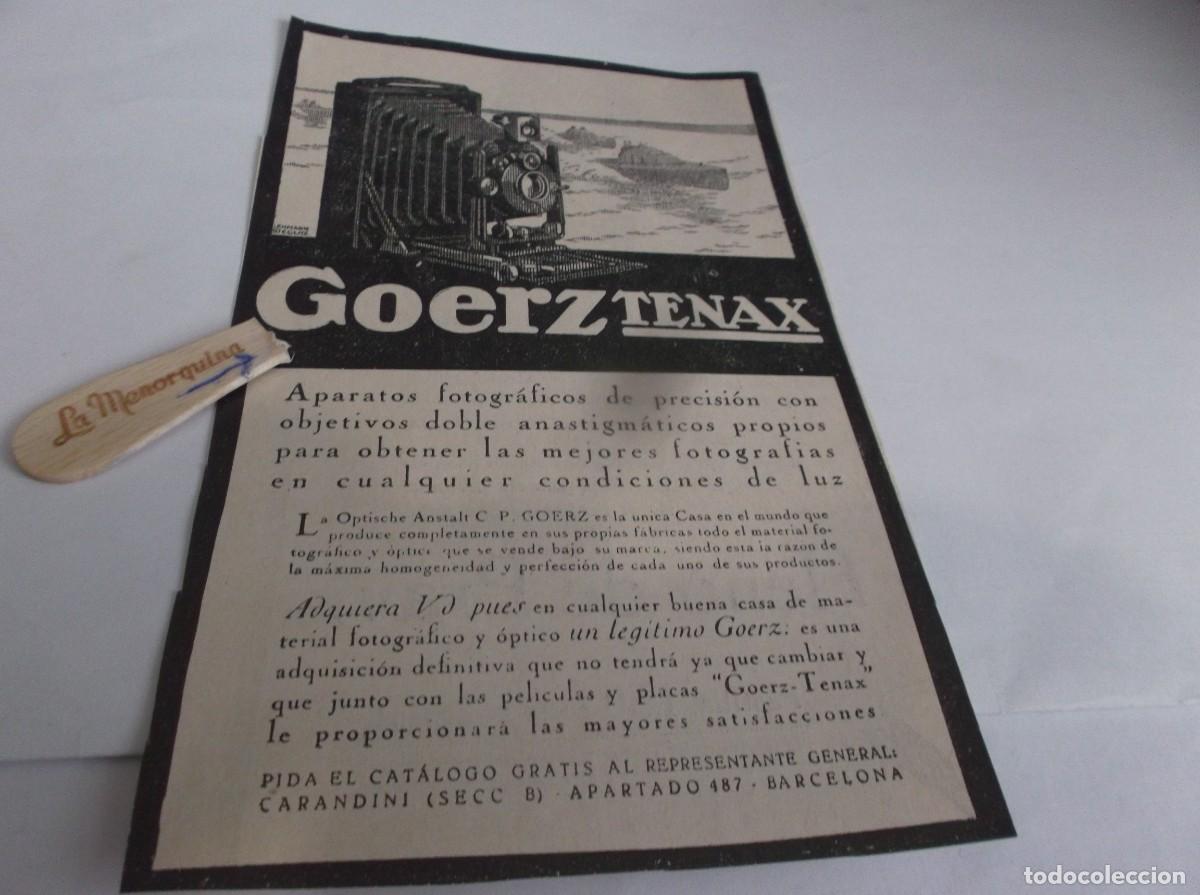 LEHMANN
STEGLITZ
Goerz TENAX
La Menorquina
Aparatos fotográficos de precisión con
objetivos doble anastigmáticos propios
para obtener las mejores fotografias
en cualquier condiciones de luz
La Optische Anstalt C. P. GOERZ es la unica Casa en el mundo que
produce completamente en sus propias fábricas todo el material fo-
tográfico y óptico que se vende bajo su marca, siendo esta la razon de
la máxima homogeneidad y perfección de cada uno de sus productos.
Adquiera Vd pues en cualquier buena casa de ma-
terial fotográfico y óptico un legítimo Goerz: es una
adquisición definitiva que no tendrá ya que cambiar y
que junto con las peliculas y placas "Goerz-Tenax"
le proporcionará las mayores satisfacciones
PIDA EL CATÁLOGO GRATIS AL REPRESENTANTE GENERAL:
CARANDINI (SECC B) · APARTADO 487 · BARCELONA
todocoleccion